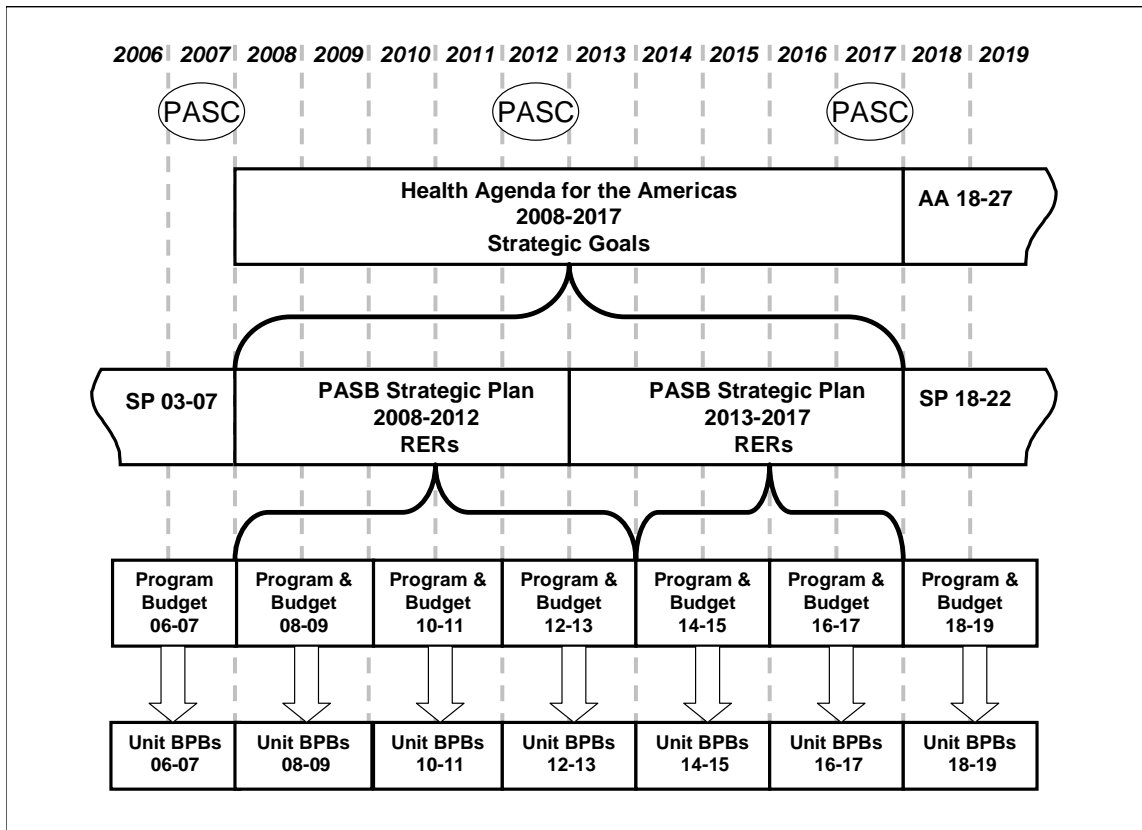 2006 2007 2008 2009 2010 2011 2012 2013 2014 2015 2016 2017 2018 2019
PASC PASC PASC
Health Agenda for the Americas
2008-2017
Strategic Goals
AA 18-27
SP 03-07
PASB Strategic Plan
2008-2012
RERs
PASB Strategic Plan
2013-2017
RERs
SP 18-22
Program
Budget
06-07
Program &
Budget
08-09
Program &
Budget
10-11
Program &
Budget
12-13
Program &
Budget
14-15
Program &
Budget
16-17
Program &
Budget
18-19
Unit BPBs
06-07
Unit BPBs
08-09
Unit BPBs
10-11
Unit BPBs
12-13
Unit BPBs
14-15
Unit BPBs
16-17
Unit BPBs
18-19